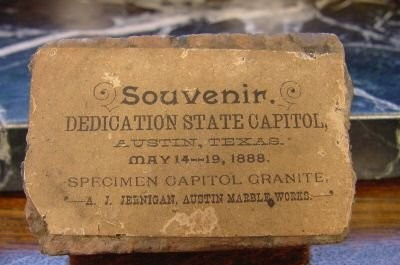 Souvenir.
DEDICATION STATE CAPITOL,
AUSTIN, TEXAS.
MAY 14—19, 1888.
SPECIMEN CAPITOL GRANITE.
A. J. JERNIGAN, AUSTIN MARBLE WORKS.